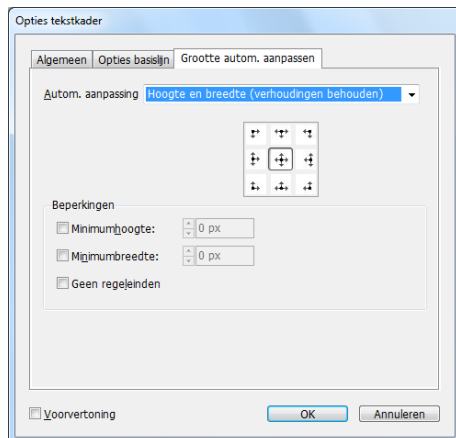 Opties tekstkader
Algemeen Opties basislijn Grootte autom. aanpassen
Autom. aanpassing Hoogte en breedte (verhoudingen behouden)
Beperkingen
Minimumhoogte: 0 px
Minimumbreedte: 0 px
Geen regeleinden
Voorvertoning OK Annuleren